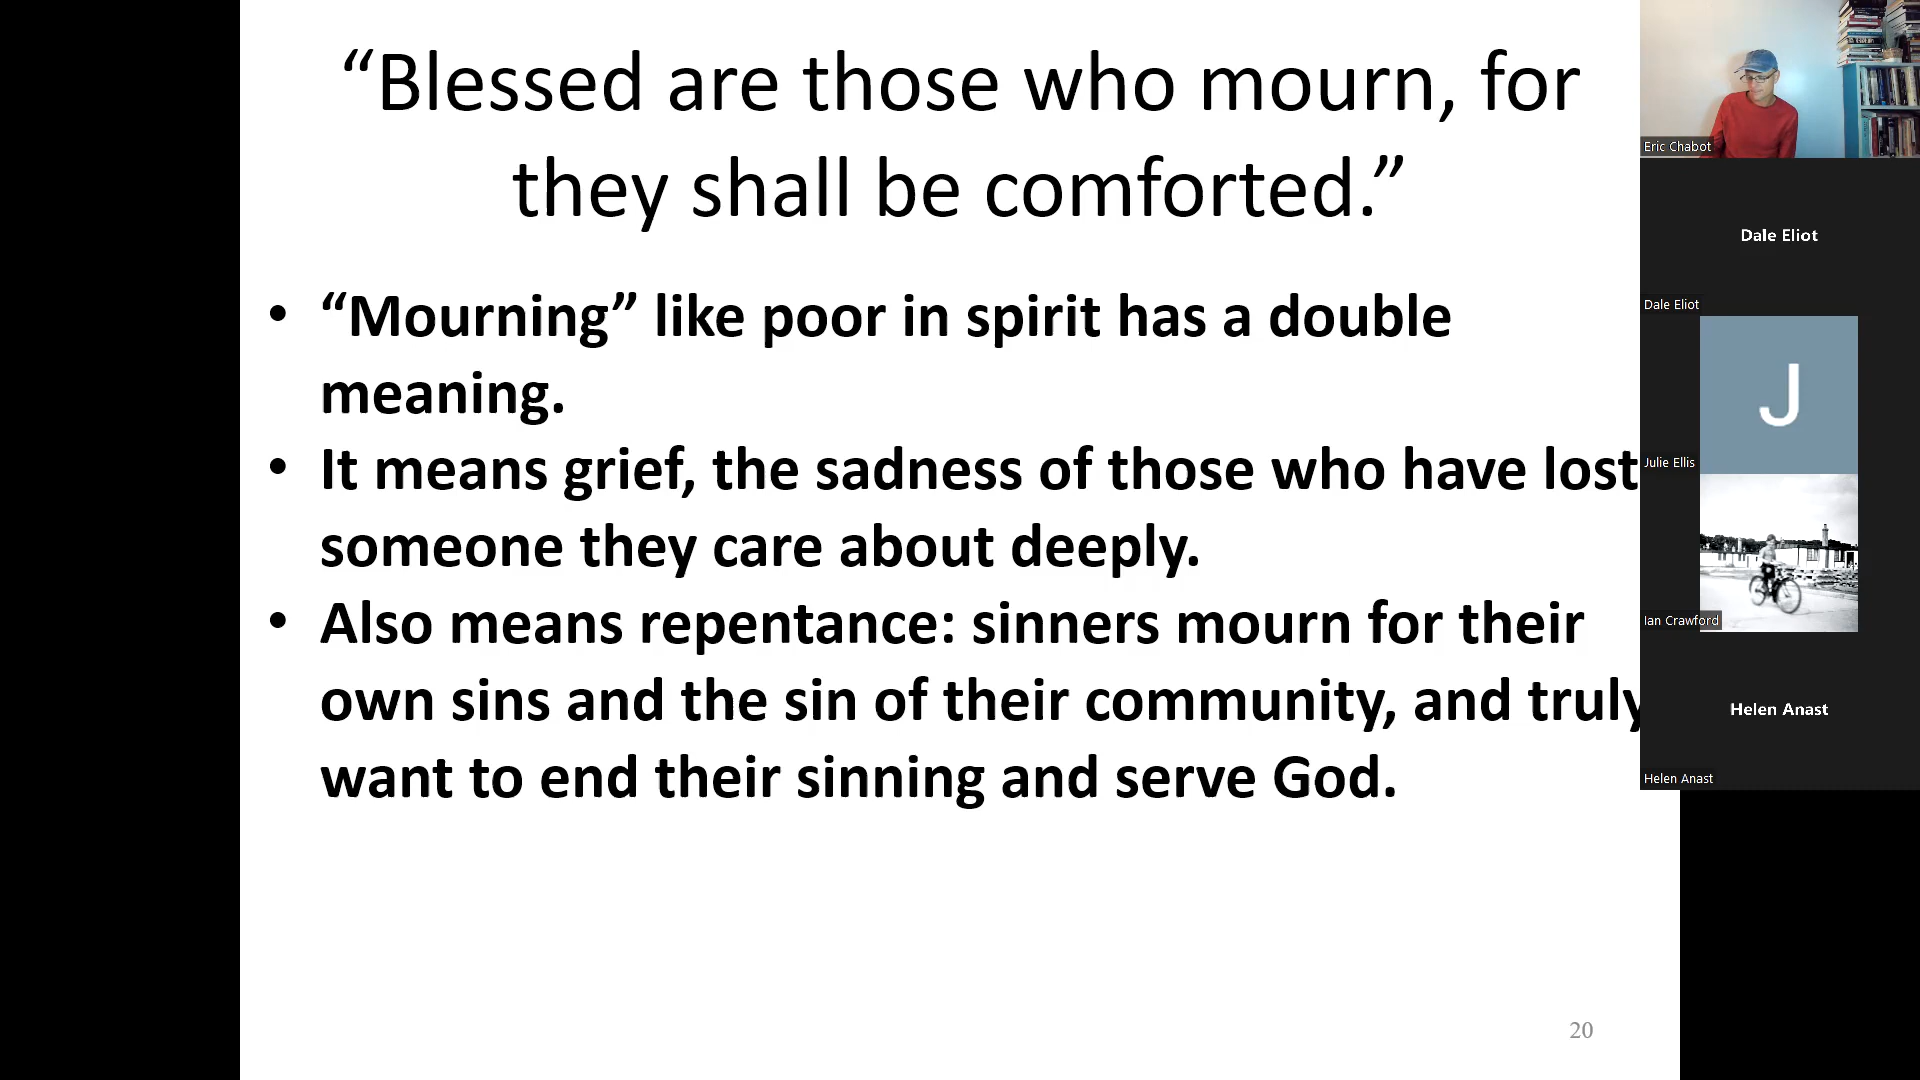 “Blessed are those who mourn, for
they shall be comforted.”
• “Mourning” like poor in spirit has a double
meaning.
• It means grief, the sadness of those who have lost
someone they care about deeply.
• Also means repentance: sinners mourn for their
own sins and the sin of their community, and truly
want to end their sinning and serve God.
20
Eric Chabot
Dale Eliot
Dale Eliot
J
Julie Ellis
Ian Crawford
Helen Anast
Helen Anast